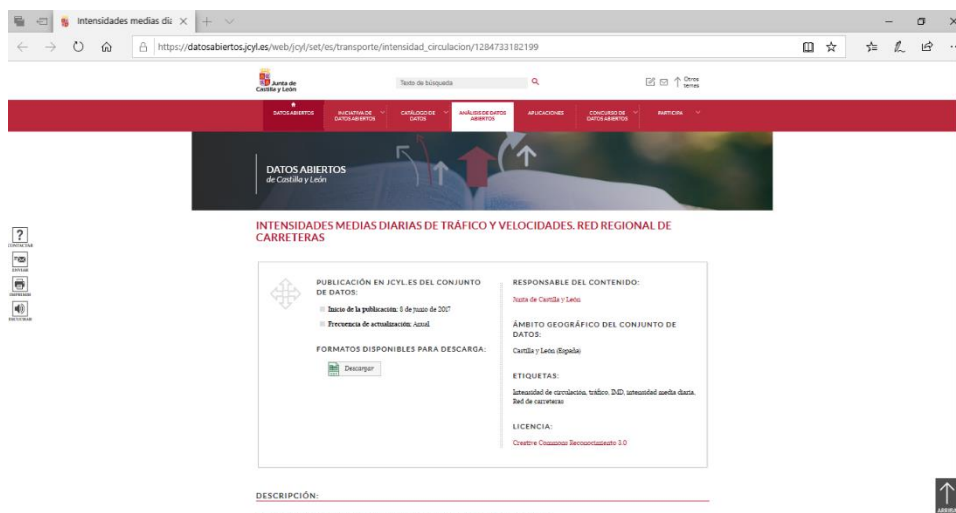 Intensidades medias dia
https://datosabiertos.jcyl.es/web/jcyl/set/es/transporte/intensidad_circulacion/1284733182199
Junta de
Castilla y León
Texto de búsqueda
Otros
temas
DATOS ABIERTOS
INICIATIVA DE
DATOS ABIERTOS
CATÁLOGO DE
DATOS
ANÁLISIS DE DATOS
ABIERTOS
APLICACIONES
CONCURSO DE
DATOS ABIERTOS
PARTICIPA
DATOS ABIERTOS
de Castilla y León
INTENSIDADES MEDIAS DIARIAS DE TRÁFICO Y VELOCIDADES. RED REGIONAL DE
CARRETERAS
CONTACTAR
ENVIAR
IMPRIMIR
ESCUCHAR
PUBLICACIÓN EN JCYL.ES DEL CONJUNTO
DE DATOS:
Inicio de la publicación: 8 de junio de 2017
Frecuencia de actualización: Anual
FORMATOS DISPONIBLES PARA DESCARGA:
Descargar
RESPONSABLE DEL CONTENIDO:
Junta de Castilla y León
ÁMBITO GEOGRÁFICO DEL CONJUNTO DE
DATOS:
Castilla y León (España)
ETIQUETAS:
Intensidad de circulación, tráfico, IMD, intensidad media diaria,
Red de carreteras
LICENCIA:
Creative Commons Reconocimiento 3.0
DESCRIPCIÓN:
ARRIBA